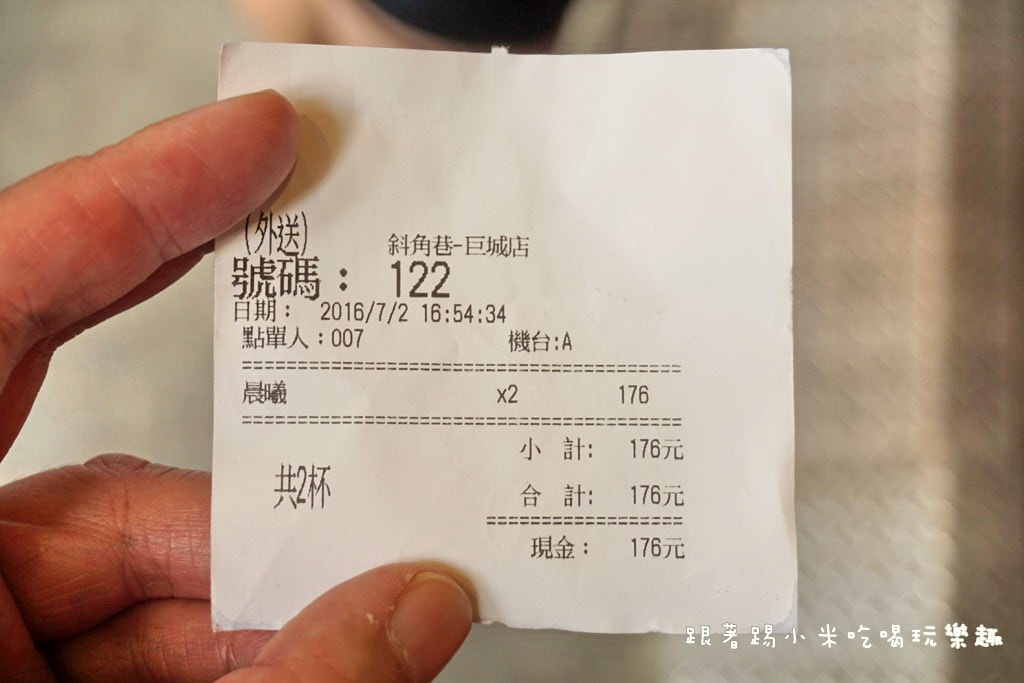 (外送) 斜角巷-巨城店
號碼： 122
日期： 2016/7/2 16:54:34
點單人：007 機台:A
晨曦 x2 176
小 計: 176元
共2杯
合 計: 176元
現金： 176元
跟著踢小米吃喝玩樂趣